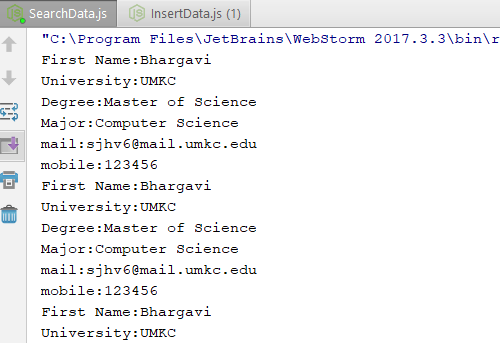 SearchData.js InsertData.js (1)
"C:\Program Files\JetBrains\WebStorm 2017.3.3\bin\r
First Name:Bhargavi
University:UMKC
Degree:Master of Science
Major:Computer Science
mail:sjhv6@mail.umkc.edu
mobile:123456
First Name:Bhargavi
University:UMKC
Degree:Master of Science
Major:Computer Science
mail:sjhv6@mail.umkc.edu
mobile:123456
First Name:Bhargavi
University:UMKC